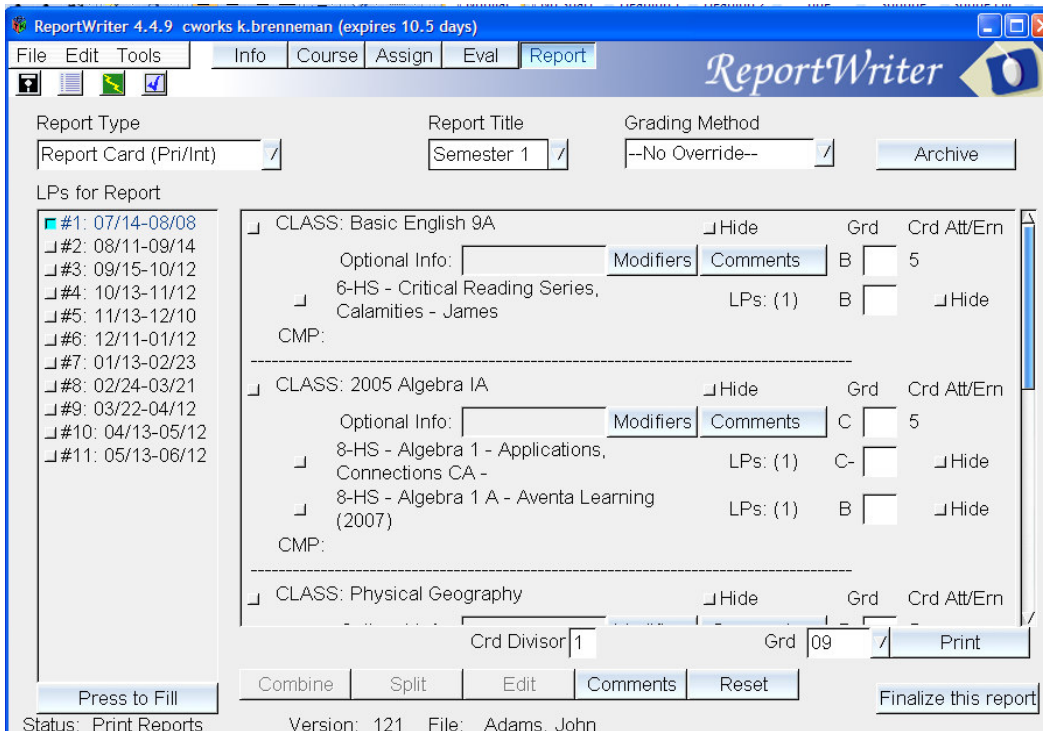 ReportWriter 4.4.9 cworks k.brenneman (expires 10.5 days)
File Edit Tools Info Course Assign Eval Report
ReportWriter
Report Type Report Title Grading Method
Report Card (Pri/Int) Semester 1 --No Override-- Archive
LPs for Report
#1: 07/14-08/08
#2: 08/11-09/14
#3: 09/15-10/12
#4: 10/13-11/12
#5: 11/13-12/10
#6: 12/11-01/12
#7: 01/13-02/23
#8: 02/24-03/21
#9: 03/22-04/12
#10: 04/13-05/12
#11: 05/13-06/12
CLASS: Basic English 9A Hide Grd Crd Att/Ern
Optional Info: Modifiers Comments B 5
6-HS - Critical Reading Series,
Calamities - James LPs: (1) B Hide
CMP:
CLASS: 2005 Algebra IA Hide Grd Crd Att/Ern
Optional Info: Modifiers Comments C 5
8-HS - Algebra 1 - Applications,
Connections CA - LPs: (1) C- Hide
8-HS - Algebra 1 A - Aventa Learning
(2007) LPs: (1) B Hide
CMP:
CLASS: Physical Geography Hide Grd Crd Att/Ern
Crd Divisor 1 Grd 09 Print
Press to Fill Combine Split Edit Comments Reset Finalize this report
Status: Print Reports Version: 121 File: Adams, John